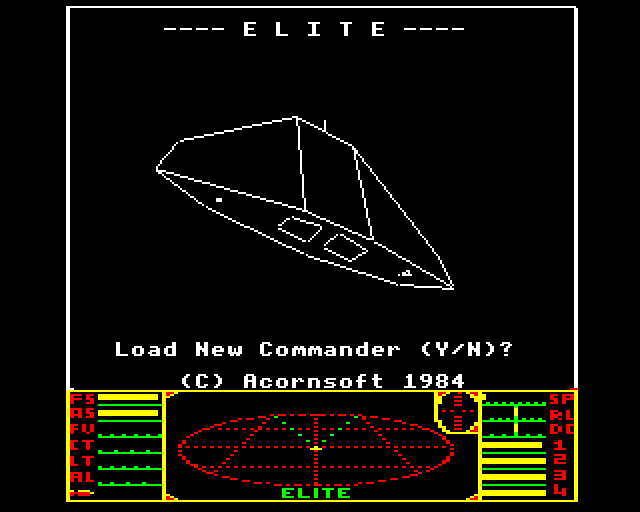 ---- E L I T E ----
Load New Commander (Y/N)?
(C) Acornsoft 1984
FS
AS
FU
CT
LT
AL
SP
RL
DC
1
2
3
4
ELITE